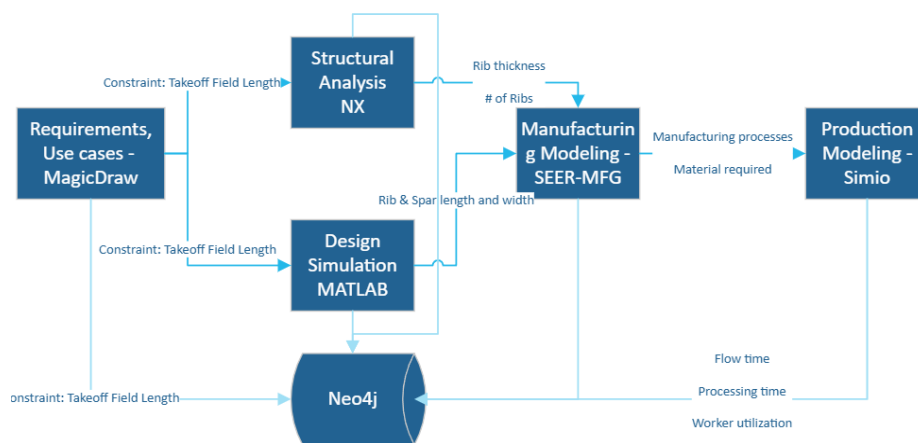 Structural
Analysis
NX
Rib thickness
# of Ribs
Constraint: Takeoff Field Length
Requirements,
Use cases -
MagicDraw
Manufacturin
g Modeling -
SEER-MFG
Manufacturing processes
Material required
Production
Modeling -
Simio
Rib & Spar length and width
Constraint: Takeoff Field Length
Design
Simulation
MATLAB
Neo4j
onstraint: Takeoff Field Length
Flow time
Processing time
Worker utilization